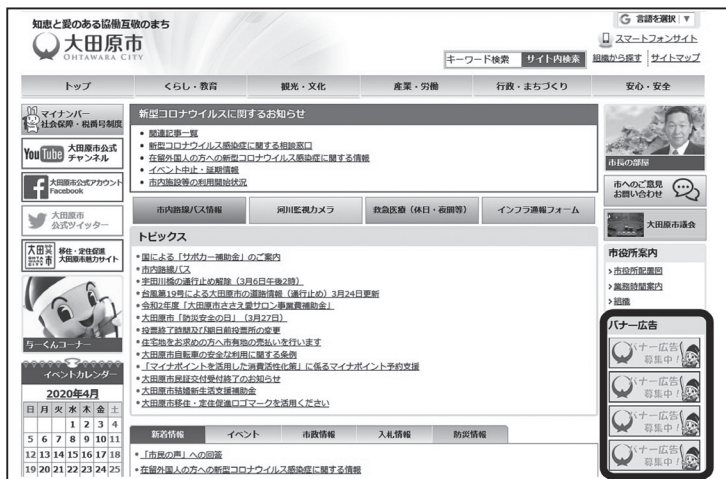 知恵と愛のある協働互敬のまち
大田原市
OHTAWARA CITY
言語を選択 ▼
スマートフォンサイト
キーワード検索 サイト内検索 組織から探す サイトマップ
トップ くらし・教育 観光・文化 産業・労働 行政・まちづくり 安心・安全
マイナンバー
社会保障・税番号制度
You Tube 大田原市公式
チャンネル
大田原市公式アカウント
Facebook
大田原市
公式ツイッター
移住・定住促進
大田原市魅力サイト
与一くんコーナー
イベントカレンダー
2020年4月
日 月 火 水 木 金 土
1 2 3 4
5 6 7 8 9 10 11
12 13 14 15 16 17 18
19 20 21 22 23 24 25
新型コロナウイルスに関するお知らせ
• 関連記事一覧
• 新型コロナウイルス感染症に関する相談窓口
• 在留外国人の方への新型コロナウイルス感染症に関する情報
• イベント中止・延期情報
• 市内施設等の利用開始状況
市内路線バス情報 河川監視カメラ 救急医療（休日・夜間等） インフラ通報フォーム
トピックス
国による「サポカー補助金」のご案内
市内路線バス
宇田川橋の通行止め解除（3月6日午後2時）
台風第19号による大田原市の道路情報（通行止め）3月24日更新
令和2年度「大田原市ささえ愛サロン事業費補助金」
大田原市「防災安全の日」（3月27日）
投票終了時間及び期日前投票所の変更
住宅地をお求めの方へ市有地の売払いを行います
大田原市自転車の安全な利用に関する条例
「マイナポイントを活用した消費活性化策」に係るマイナポイント予約支援
大田原市民証交付受付終了のお知らせ
大田原市結婚新生活支援補助金
大田原市移住・定住促進ロゴマークを活用ください
新着情報 イベント 市政情報 入札情報 防災情報
「市民の声」への回答
在留外国人の方への新型コロナウイルス感染症に関する情報
市長の部屋
市へのご意見
お問い合わせ
大田原市議会
市役所案内
市役所配置図
業務時間案内
組織
バナー広告
バナー広告
募集中！
バナー広告
募集中！
バナー広告
募集中！
バナー広告
募集中！